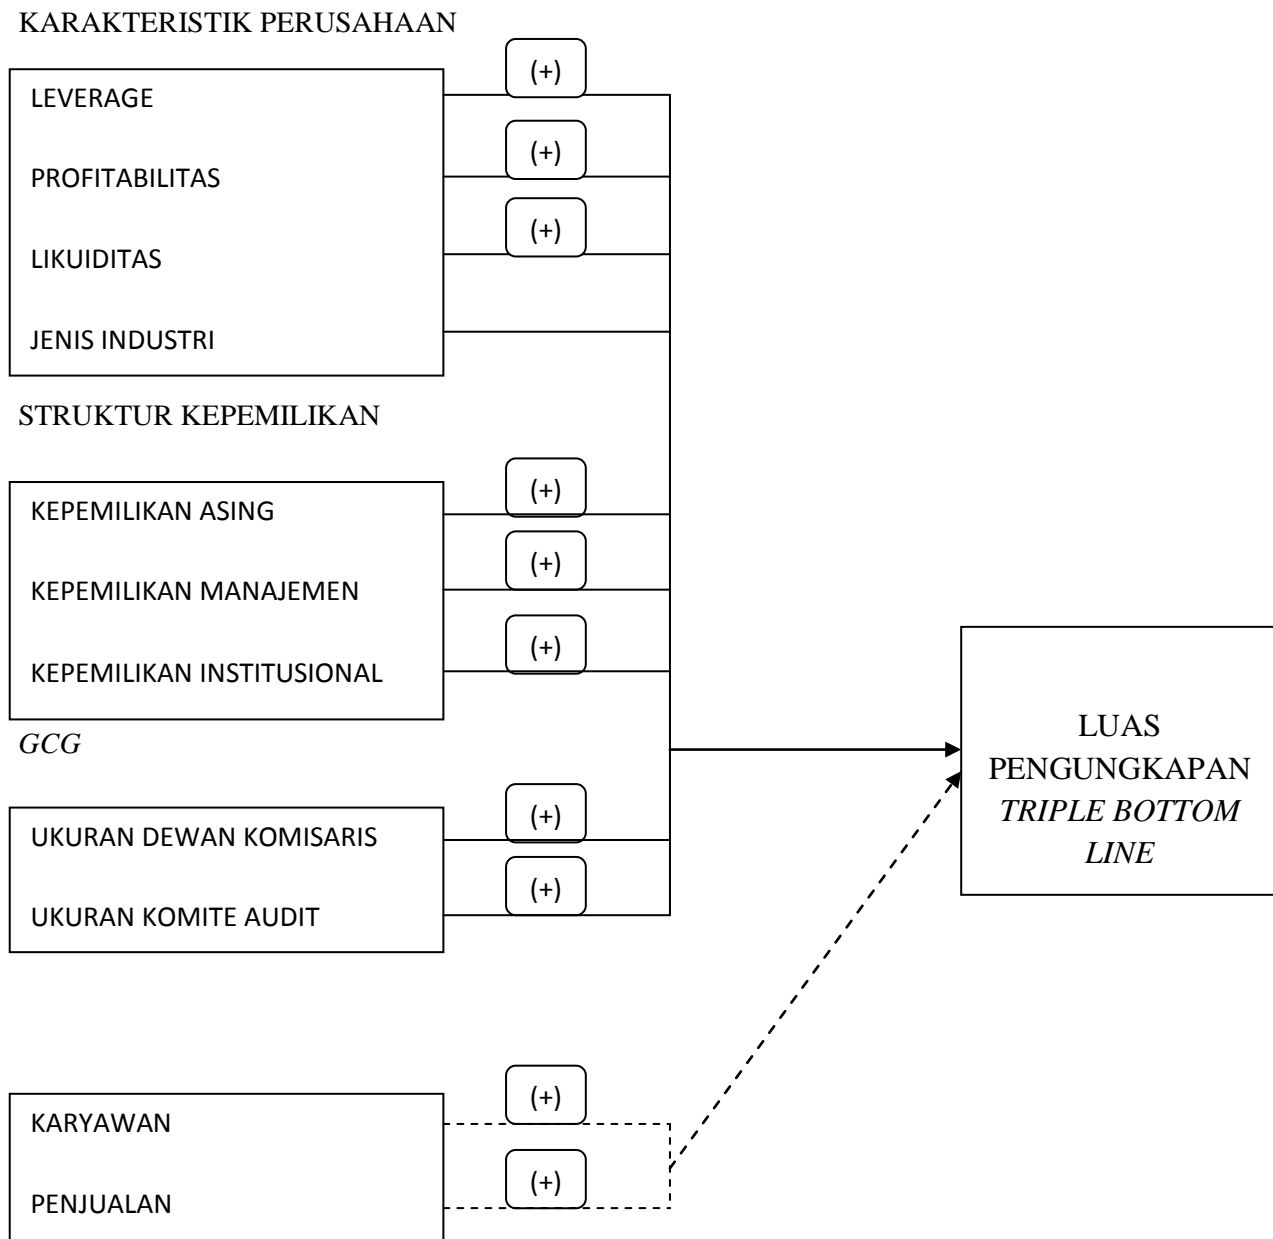 KARAKTERISTIK PERUSAHAAN
(+)
LEVERAGE
(+)
PROFITABILITAS
(+)
LIKUIDITAS
JENIS INDUSTRI
STRUKTUR KEPEMILIKAN
(+)
KEPEMILIKAN ASING
(+)
KEPEMILIKAN MANAJEMEN
(+)
KEPEMILIKAN INSTITUSIONAL
GCG
(+)
UKURAN DEWAN KOMISARIS
(+)
UKURAN KOMITE AUDIT
(+)
KARYAWAN
(+)
PENJUALAN
LUAS
PENGUNGKAPAN
TRIPLE BOTTOM
LINE